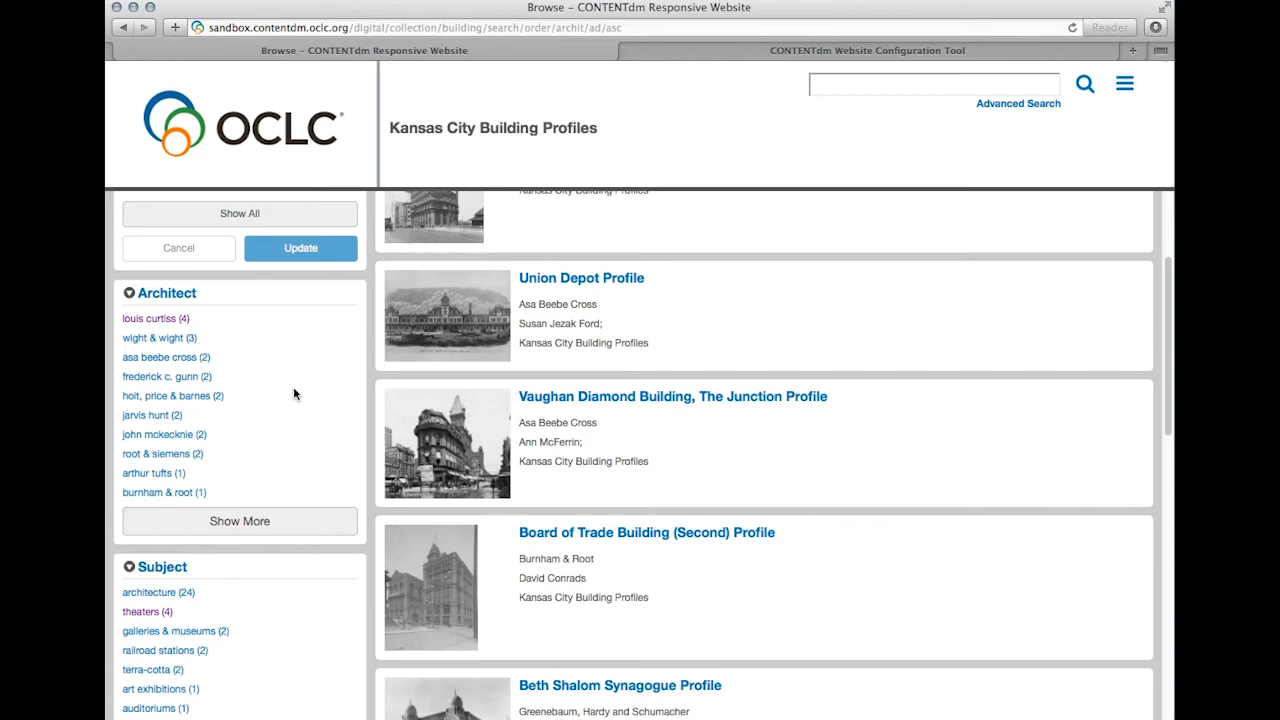 Browse – CONTENTdm Responsive Website
sandbox.contentdm.oclc.org/digital/collection/building/search/order/archit/ad/asc
Reader
Browse – CONTENTdm Responsive Website
CONTENTdm Website Configuration Tool
OCLC
Kansas City Building Profiles
Advanced Search
Show All
Cancel
Update
Architect
louis curtiss (4)
wight & wight (3)
asa beebe cross (2)
frederick c. gunn (2)
holt, price & barnes (2)
jarvis hunt (2)
john mckecknie (2)
root & siemens (2)
arthur tufts (1)
burnham & root (1)
Show More
Subject
architecture (24)
theaters (4)
galleries & museums (2)
railroad stations (2)
terra-cotta (2)
art exhibitions (1)
auditoriums (1)
Kansas City Building Profiles
Union Depot Profile
Asa Beebe Cross
Susan Jezak Ford;
Kansas City Building Profiles
Vaughan Diamond Building, The Junction Profile
Asa Beebe Cross
Ann McFerrin;
Kansas City Building Profiles
Board of Trade Building (Second) Profile
Burnham & Root
David Conrads
Kansas City Building Profiles
Beth Shalom Synagogue Profile
Greenebaum, Hardy and Schumacher